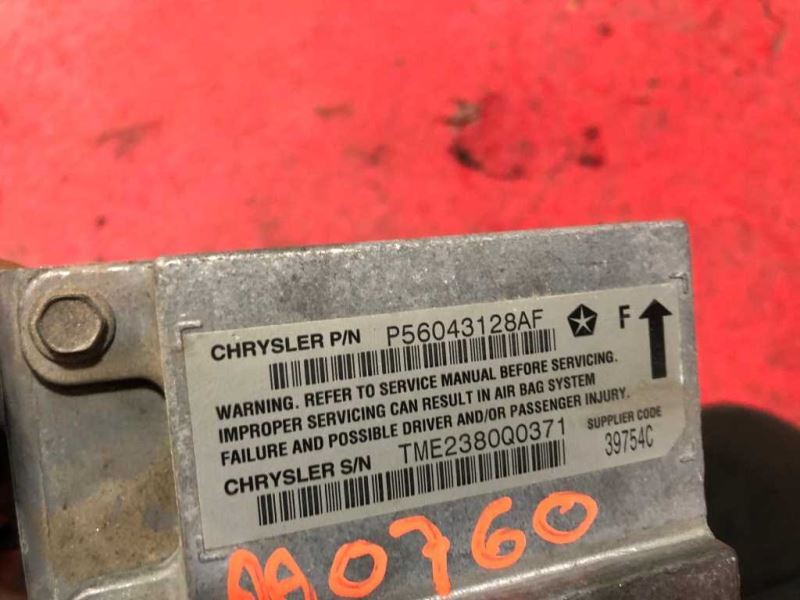 CHRYSLER P/N P56043128AF F
WARNING. REFER TO SERVICE MANUAL BEFORE SERVICING.
IMPROPER SERVICING CAN RESULT IN AIR BAG SYSTEM
FAILURE AND POSSIBLE DRIVER AND/OR PASSENGER INJURY.
CHRYSLER S/N TME2380Q0371
SUPPLIER CODE
39754C
AA0760